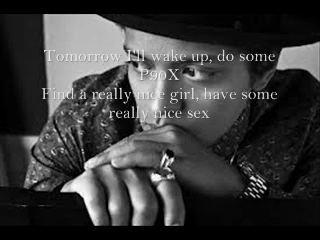 Tomorrow I'll wake up, do some
P90X
Find a really nice girl, have some
really nice sex